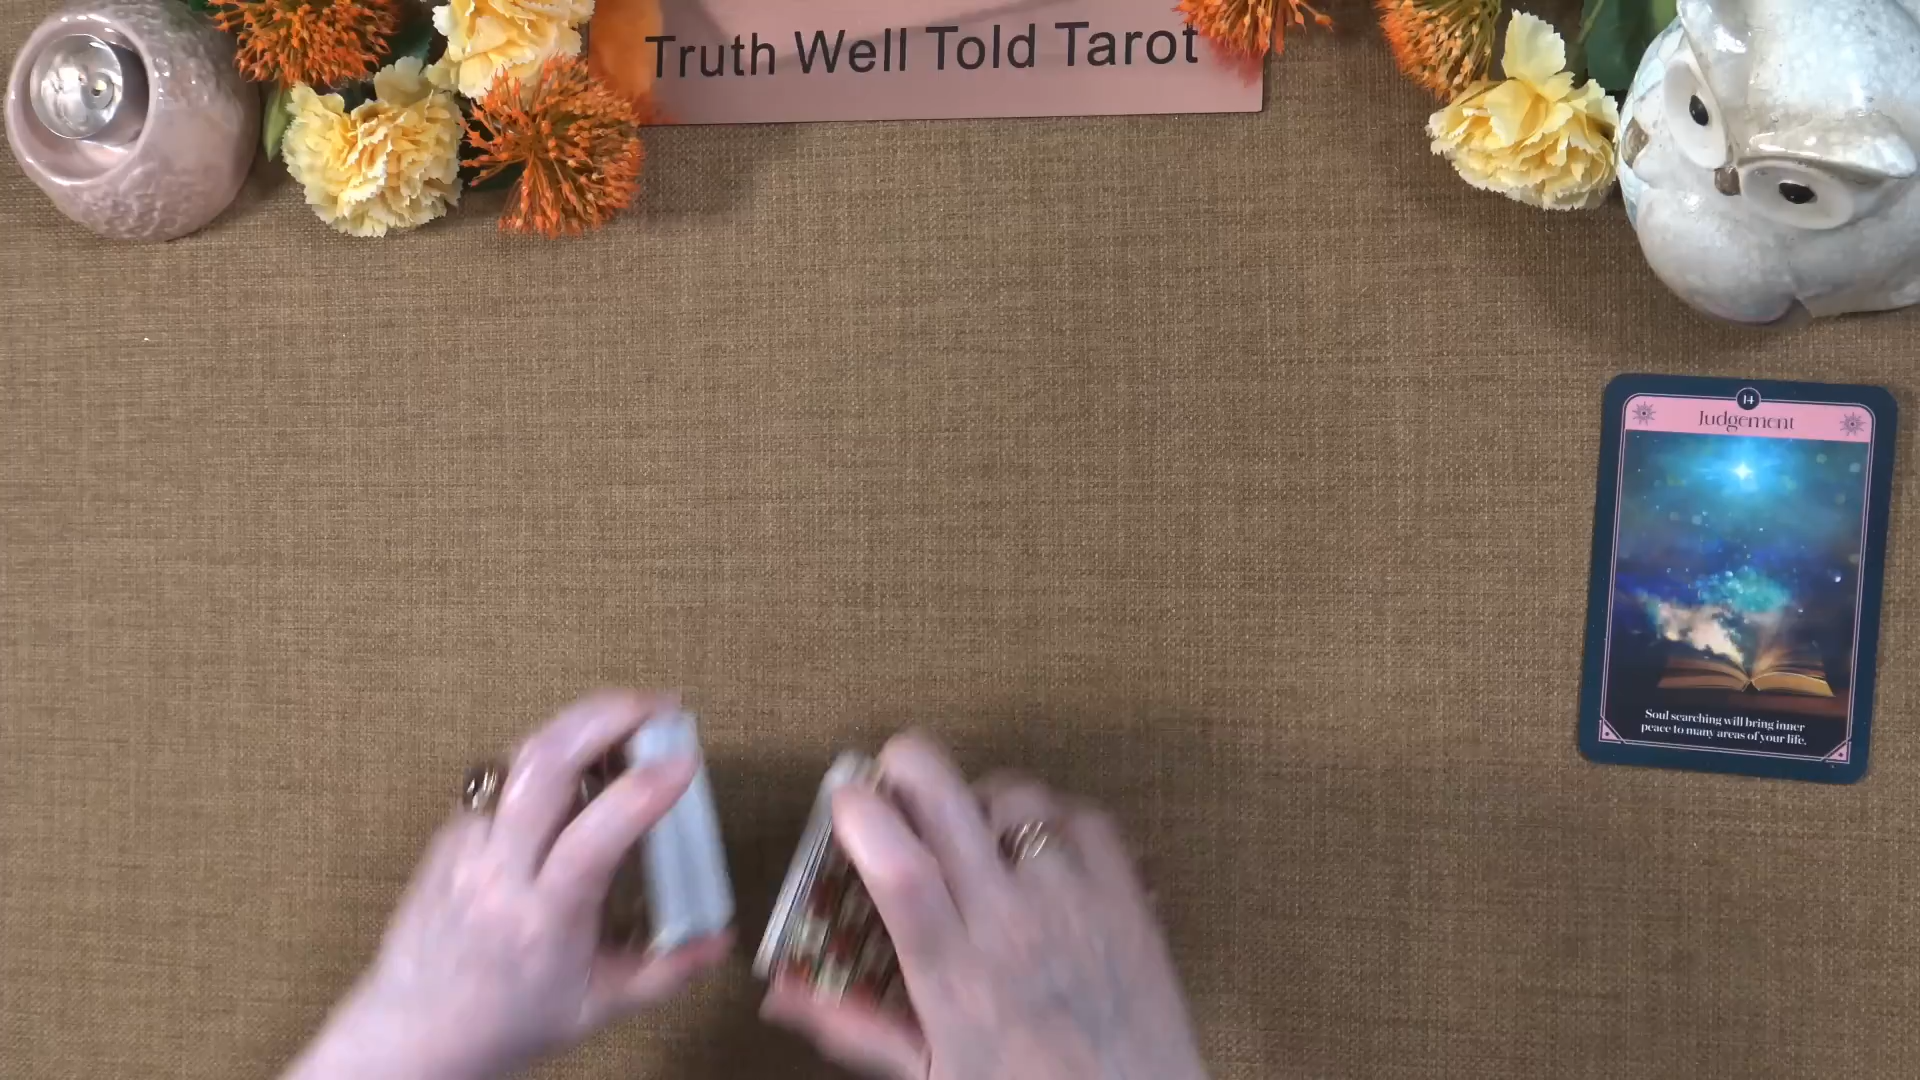 Truth Well Told Tarot
14
Judgement
Soul searching will bring inner
peace to many areas of your life.